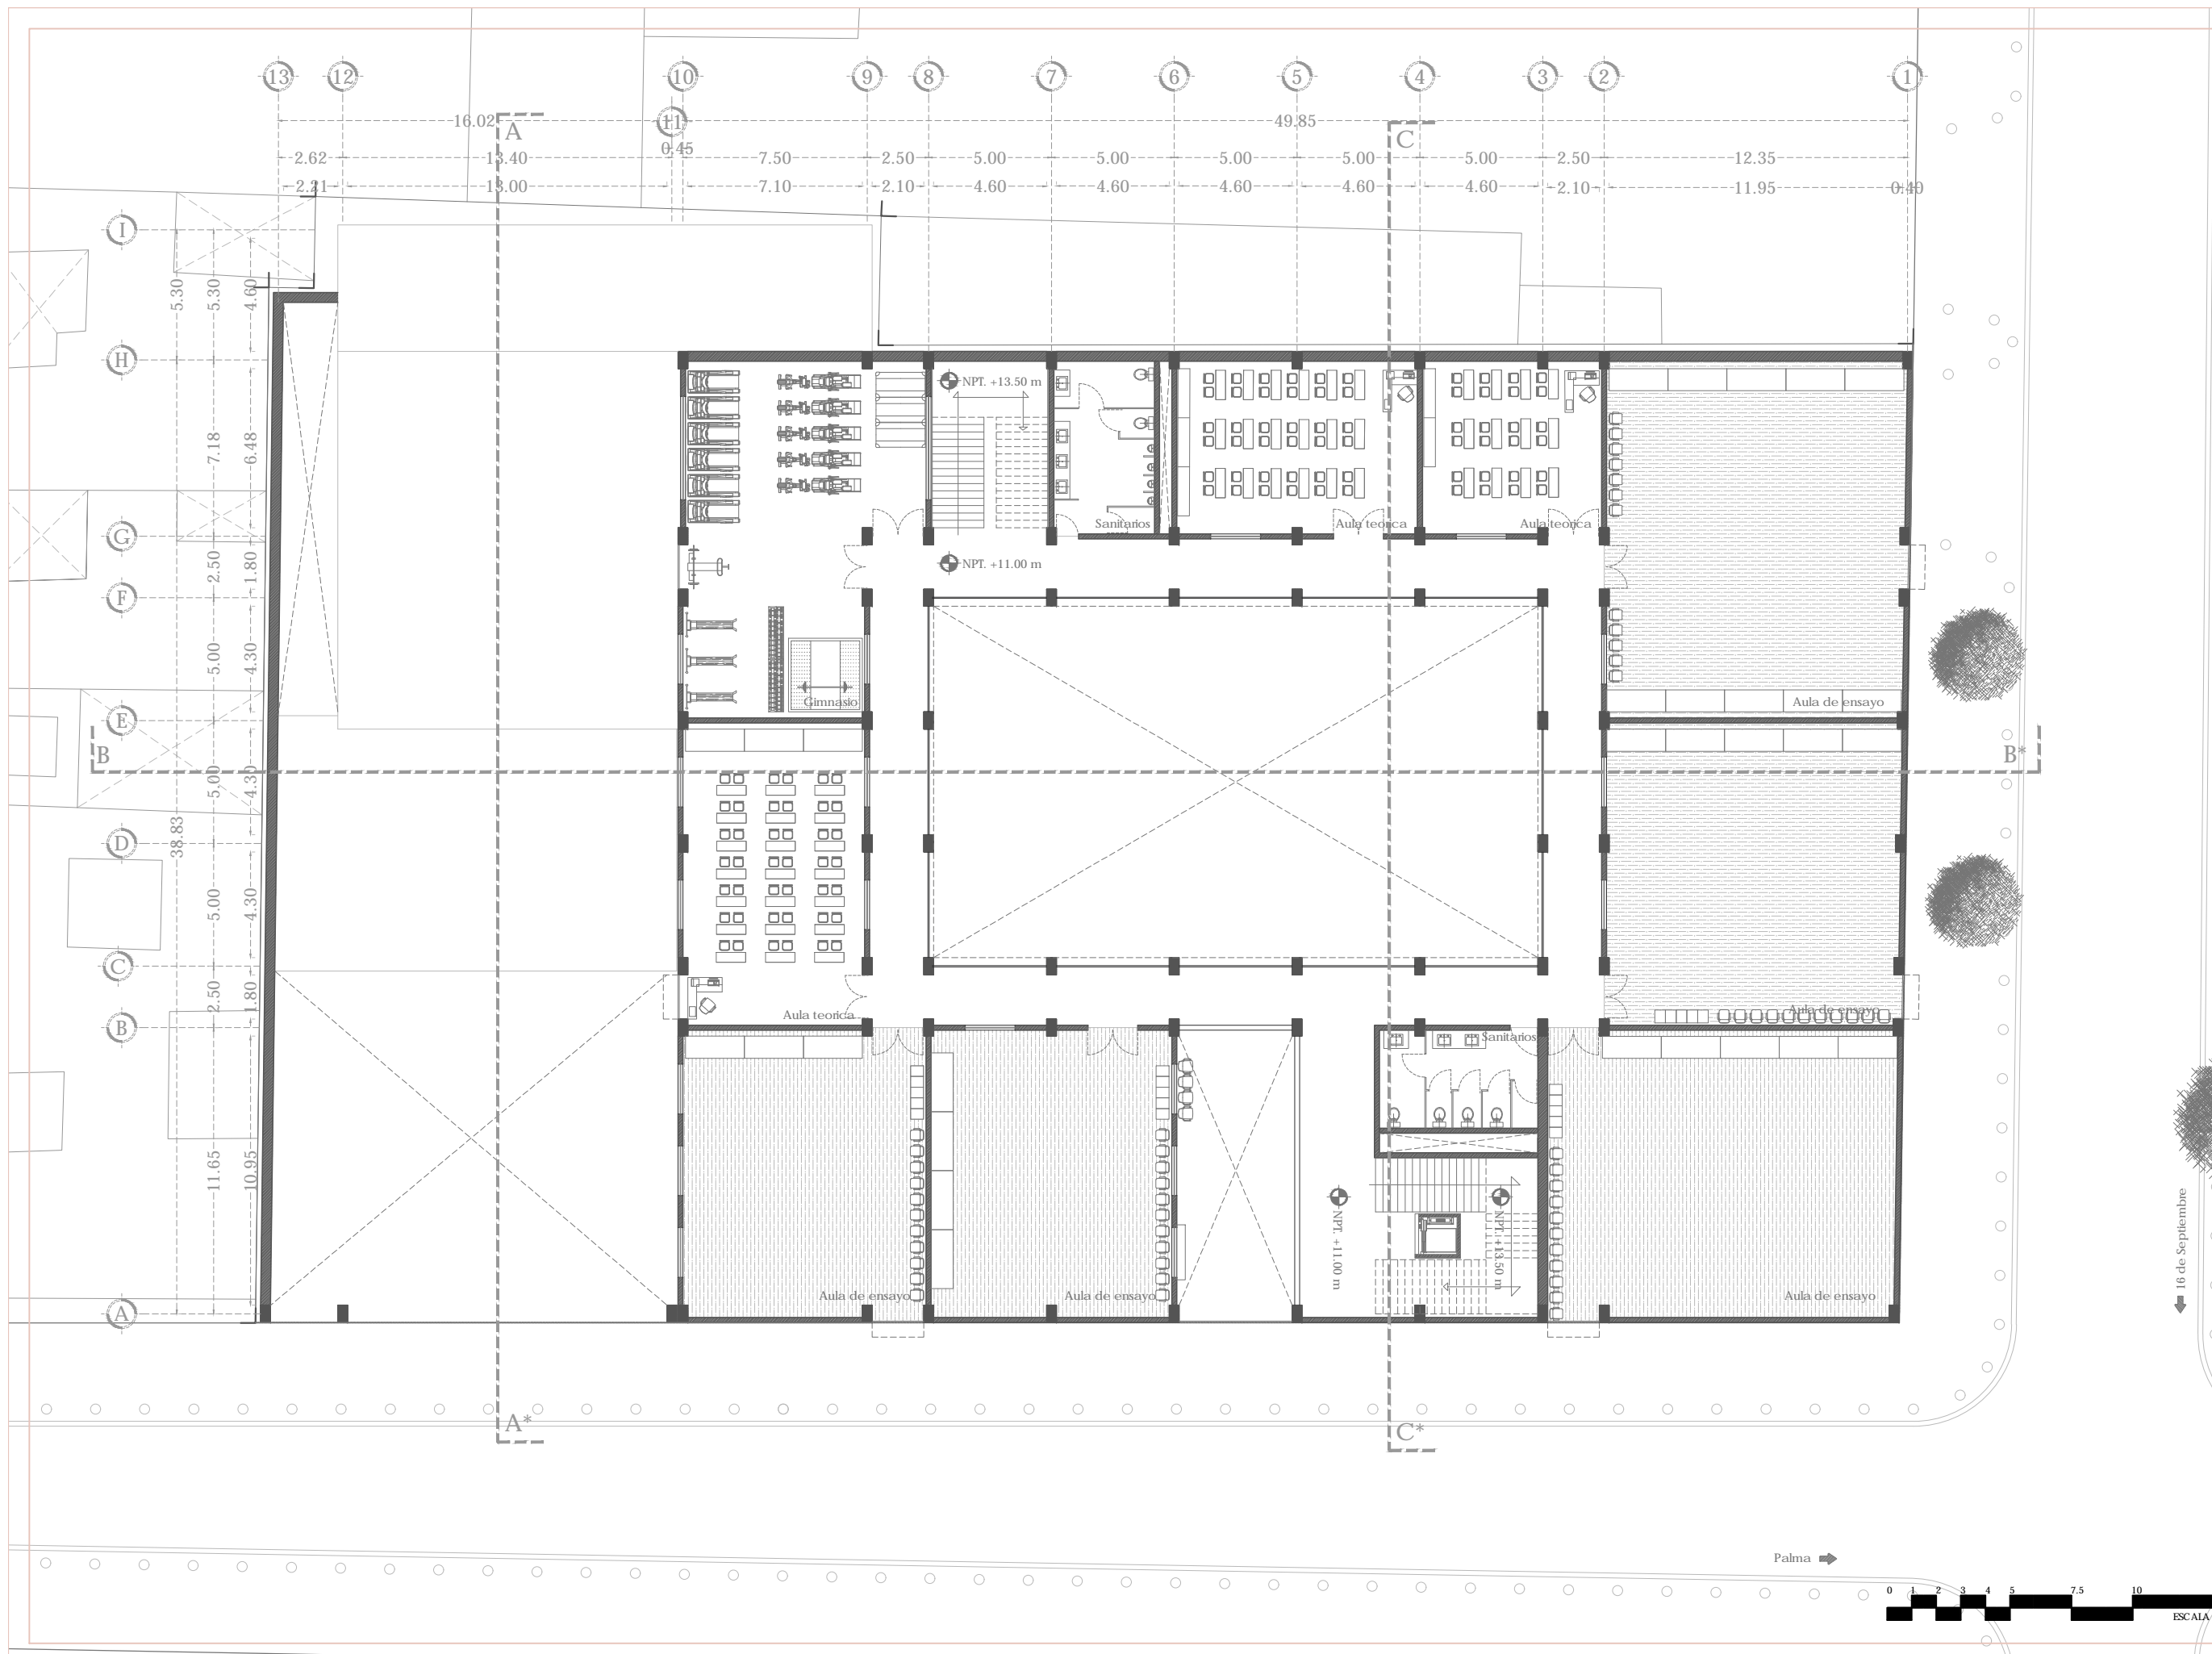 13 12 10 9 8 7 6 5 4 3 2 1
16.02 11 49.85
A C
0.45
2.62 13.40 7.50 2.50 5.00 5.00 5.00 5.00 5.00 2.50 12.35
2.21 13.00 7.10 2.10 4.60 4.60 4.60 4.60 4.60 2.10 11.95 0.40
I
5.30 5.30 4.60
H
NPT. +13.50 m
7.18 6.48
Sanitarios Aula teorica Aula teorica
G
2.50 1.80
NPT. +11.00 m
F
5.00 4.30
Gimnasio Aula de ensayo
E
B B*
5.00 4.30
38.83
D
5.00 4.30
C
2.50 1.80
Aula teorica Aula de ensayo
B
Sanitarios
11.65 10.95
NPT. +11.00 m
NPT. +13.50 m
16 de Septiembre
Aula de ensayo Aula de ensayo Aula de ensayo
A
A* C*
Palma
0 1 2 3 4 5 7.5 10
ESCALA